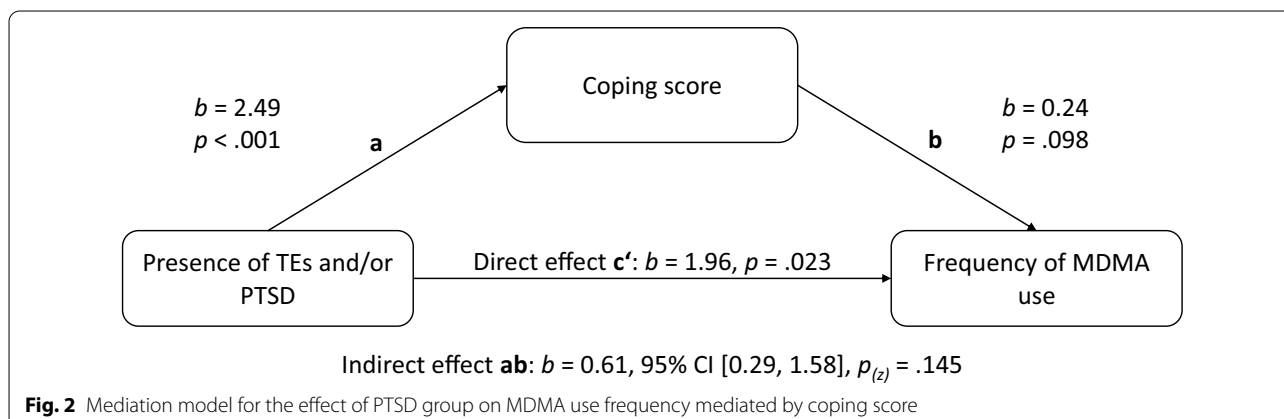 Coping score
b = 2.49
p < .001
a
b
b = 0.24
p = .098
Presence of TEs and/or
PTSD
Direct effect c‘: b = 1.96, p = .023
Frequency of MDMA
use
Indirect effect ab: b = 0.61, 95% CI [0.29, 1.58], p(z) = .145
Fig. 2 Mediation model for the effect of PTSD group on MDMA use frequency mediated by coping score